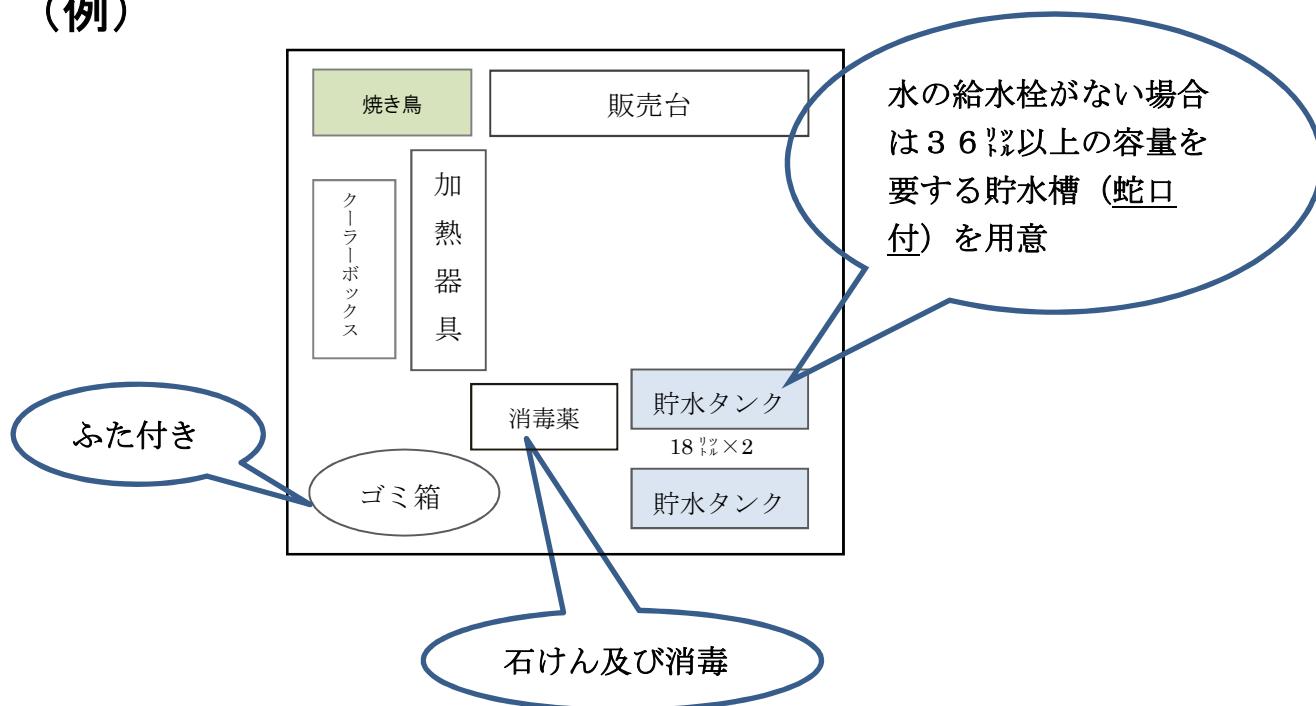 （例）
焼き鳥
販売台
水の給水栓がない場合
は３６㍑以上の容量を
要する貯水槽（蛇口
付）を用意
加熱器具
クーラーボックス
貯水タンク
消毒薬
18㍑×2
ふた付き
ゴミ箱
貯水タンク
石けん及び消毒